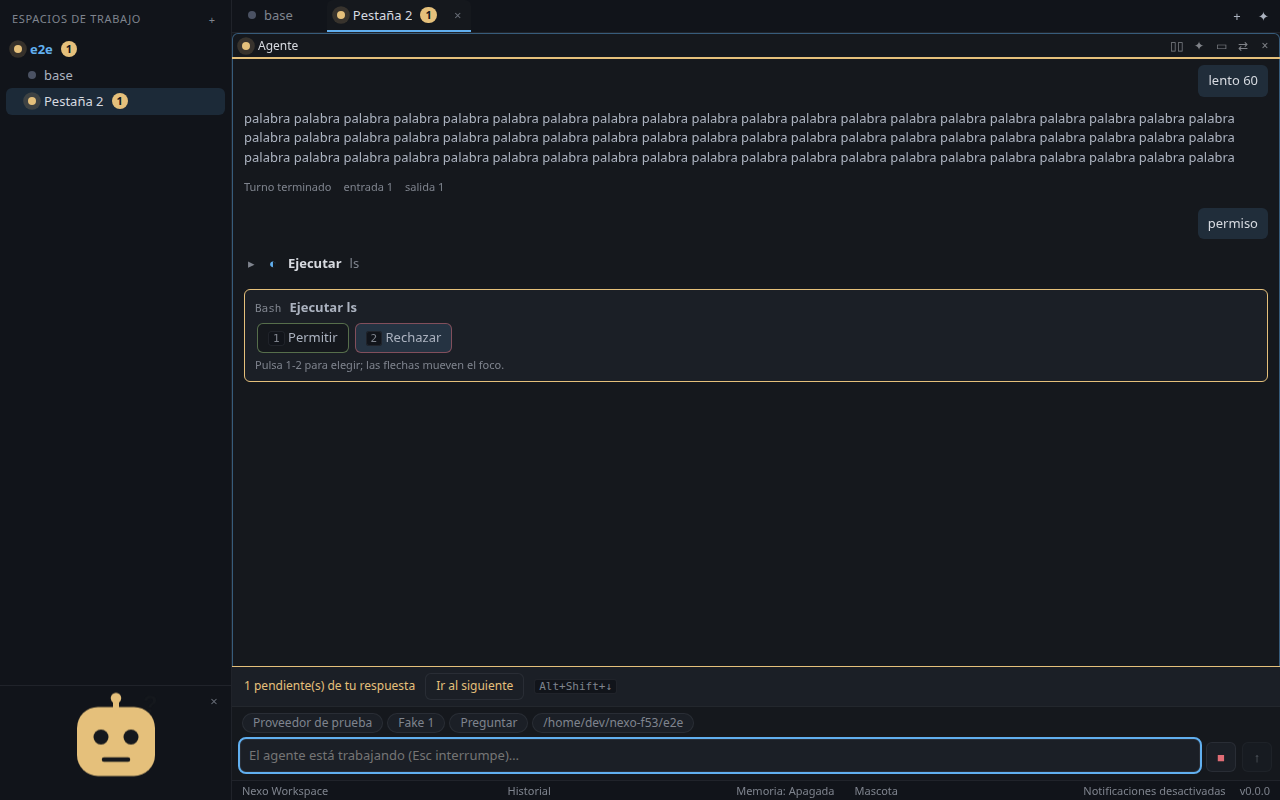 ESPACIOS DE TRABAJO +
e2e 1
base
Pestaña 2 1
base
Pestaña 2 1 ×
+
Agente
×
lento 60
palabra palabra palabra palabra palabra palabra palabra palabra palabra palabra palabra palabra palabra palabra palabra palabra palabra palabra palabra palabra
palabra palabra palabra palabra palabra palabra palabra palabra palabra palabra palabra palabra palabra palabra palabra palabra palabra palabra palabra palabra
palabra palabra palabra palabra palabra palabra palabra palabra palabra palabra palabra palabra palabra palabra palabra palabra palabra palabra palabra palabra
Turno terminado entrada 1 salida 1
permiso
Ejecutar ls
Bash Ejecutar ls
1 Permitir 2 Rechazar
Pulsa 1-2 para elegir; las flechas mueven el foco.
1 pendiente(s) de tu respuesta Ir al siguiente Alt+Shift+↓
×
Proveedor de prueba Fake 1 Preguntar /home/dev/nexo-f53/e2e
El agente está trabajando (Esc interrumpe)...
Nexo Workspace Historial Memoria: Apagada Mascota Notificaciones desactivadas v0.0.0